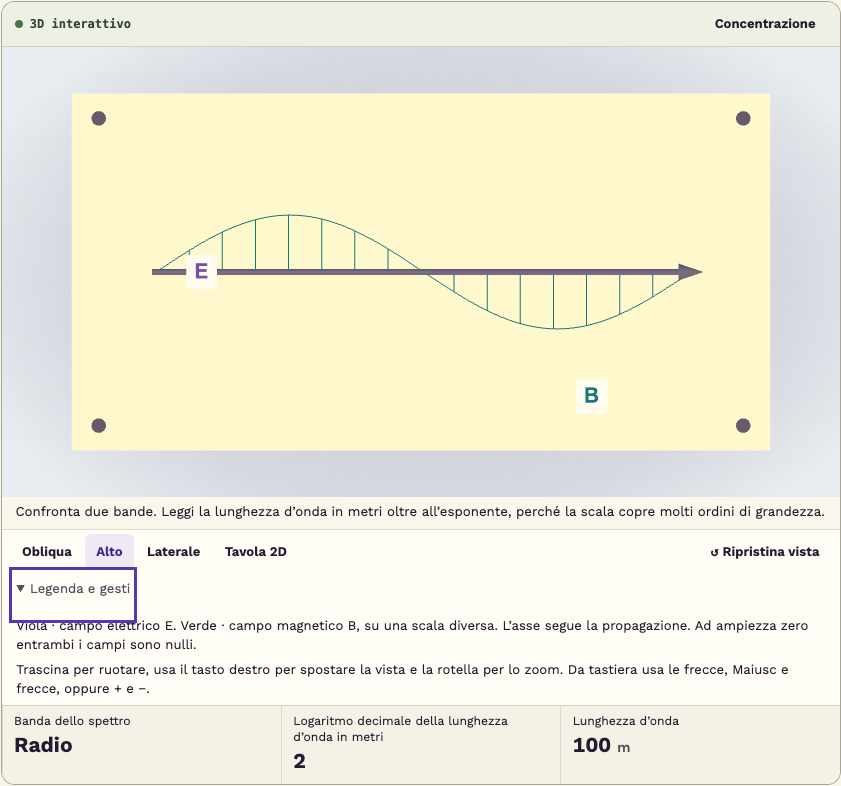 3D interattivo
Concentrazione
E
B
Confronta due bande. Leggi la lunghezza d’onda in metri oltre all’esponente, perché la scala copre molti ordini di grandezza.
Obliqua Alto Laterale Tavola 2D ↺ Ripristina vista
▼ Legenda e gesti
Viola · campo elettrico E. Verde · campo magnetico B, su una scala diversa. L’asse segue la propagazione. Ad ampiezza zero
entrambi i campi sono nulli.
Trascina per ruotare, usa il tasto destro per spostare la vista e la rotella per lo zoom. Da tastiera usa le frecce, Maiusc e
frecce, oppure + e −.
Banda dello spettro
Radio
Logaritmo decimale della lunghezza
d’onda in metri
2
Lunghezza d’onda
100 m